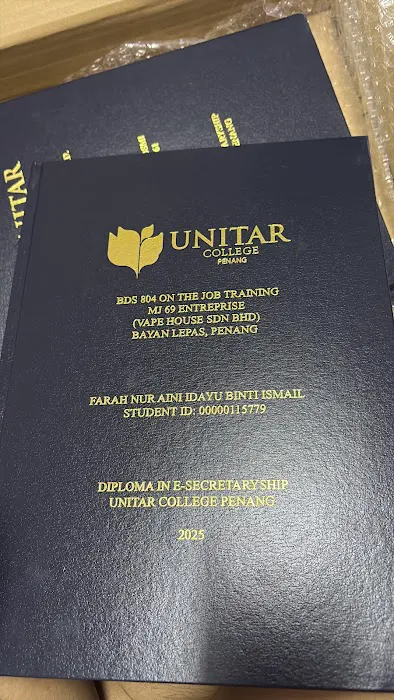 UNITAR
COLLEGE
PENANG
BDS 804 ON THE JOB TRAINING
MJ 69 ENTREPRISE
(VAPE HOUSE SDN BHD)
BAYAN LEPAS, PENANG
FARAH NUR AINI IDAYU BINTI ISMAIL
STUDENT ID: 00000115779
DIPLOMA IN E-SECRETARYSHIP
UNITAR COLLEGE PENANG
2025